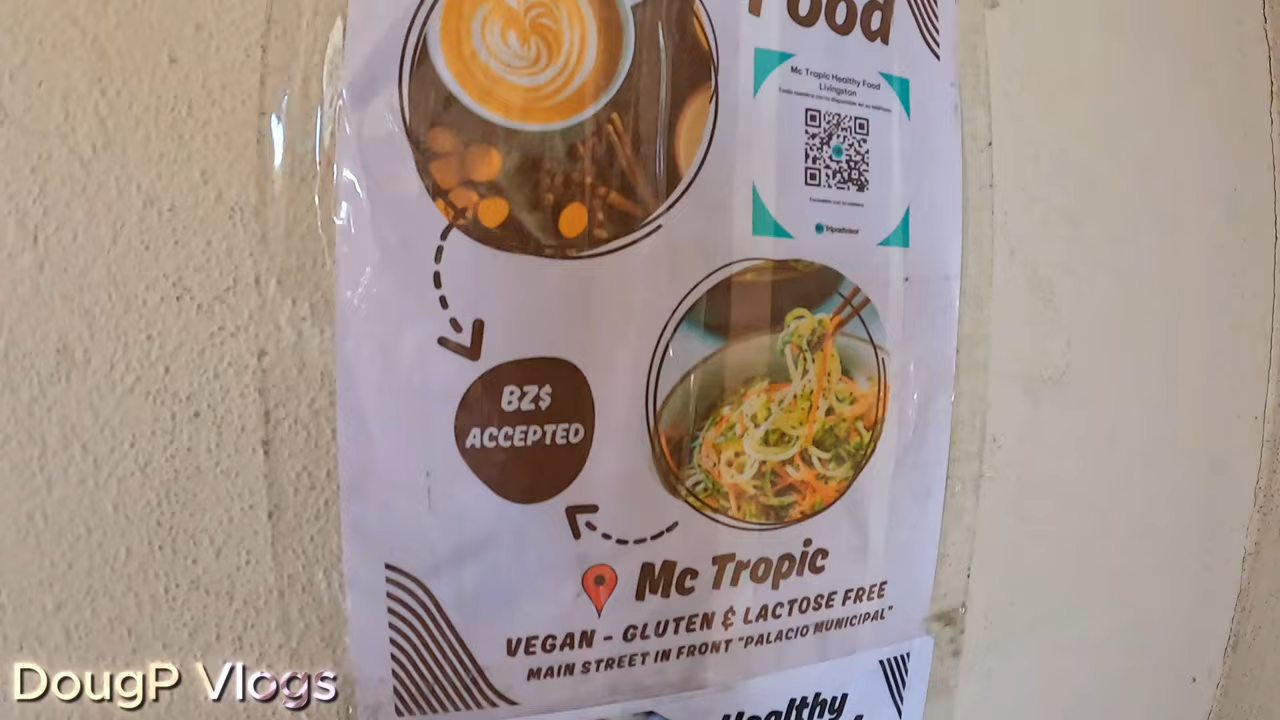 Food
Mc Tropic Healthy Food
Livingston
Tripadvisor
BZ$
ACCEPTED
Mc Tropic
VEGAN - GLUTEN & LACTOSE FREE
MAIN STREET IN FRONT "PALACIO MUNICIPAL"
Healthy
DougP Vlogs